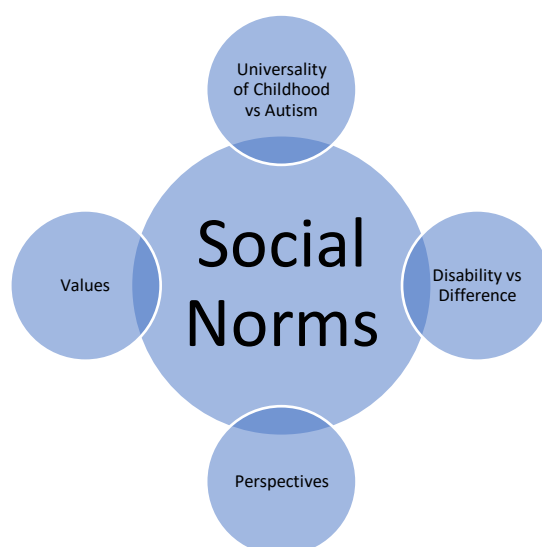 Universality
of Childhood
vs Autism
Social
Norms
Values
Disability vs
Difference
Perspectives